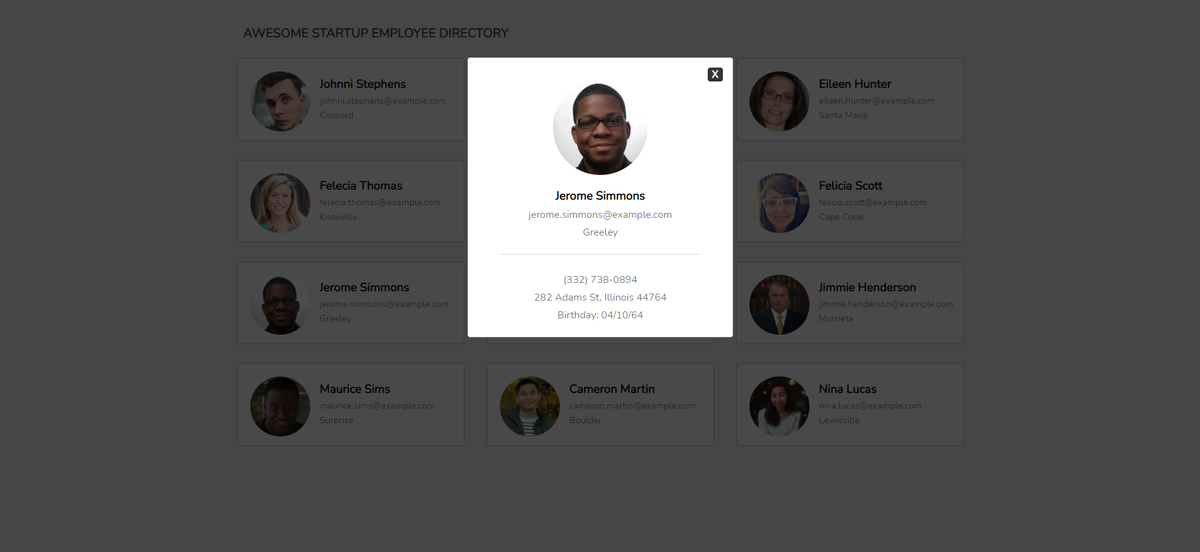 AWESOME STARTUP EMPLOYEE DIRECTORY
Johnni Stephens
johnni.stephens@example.com
Concord
X
Jerome Simmons
jerome.simmons@example.com
Greeley
(332) 738-0894
282 Adams St, Illinois 44764
Birthday: 04/10/64
Eileen Hunter
eileen.hunter@example.com
Santa Maria
Felecia Thomas
felecia.thomas@example.com
Knoxville
Felicia Scott
felicia.scott@example.com
Cape Coral
Jerome Simmons
jerome.simmons@example.com
Greeley
Jimmie Henderson
jimmie.henderson@example.com
Murrieta
Maurice Sims
maurice.sims@example.com
Surprise
Cameron Martin
cameron.martin@example.com
Boulder
Nina Lucas
nina.lucas@example.com
Lewisville